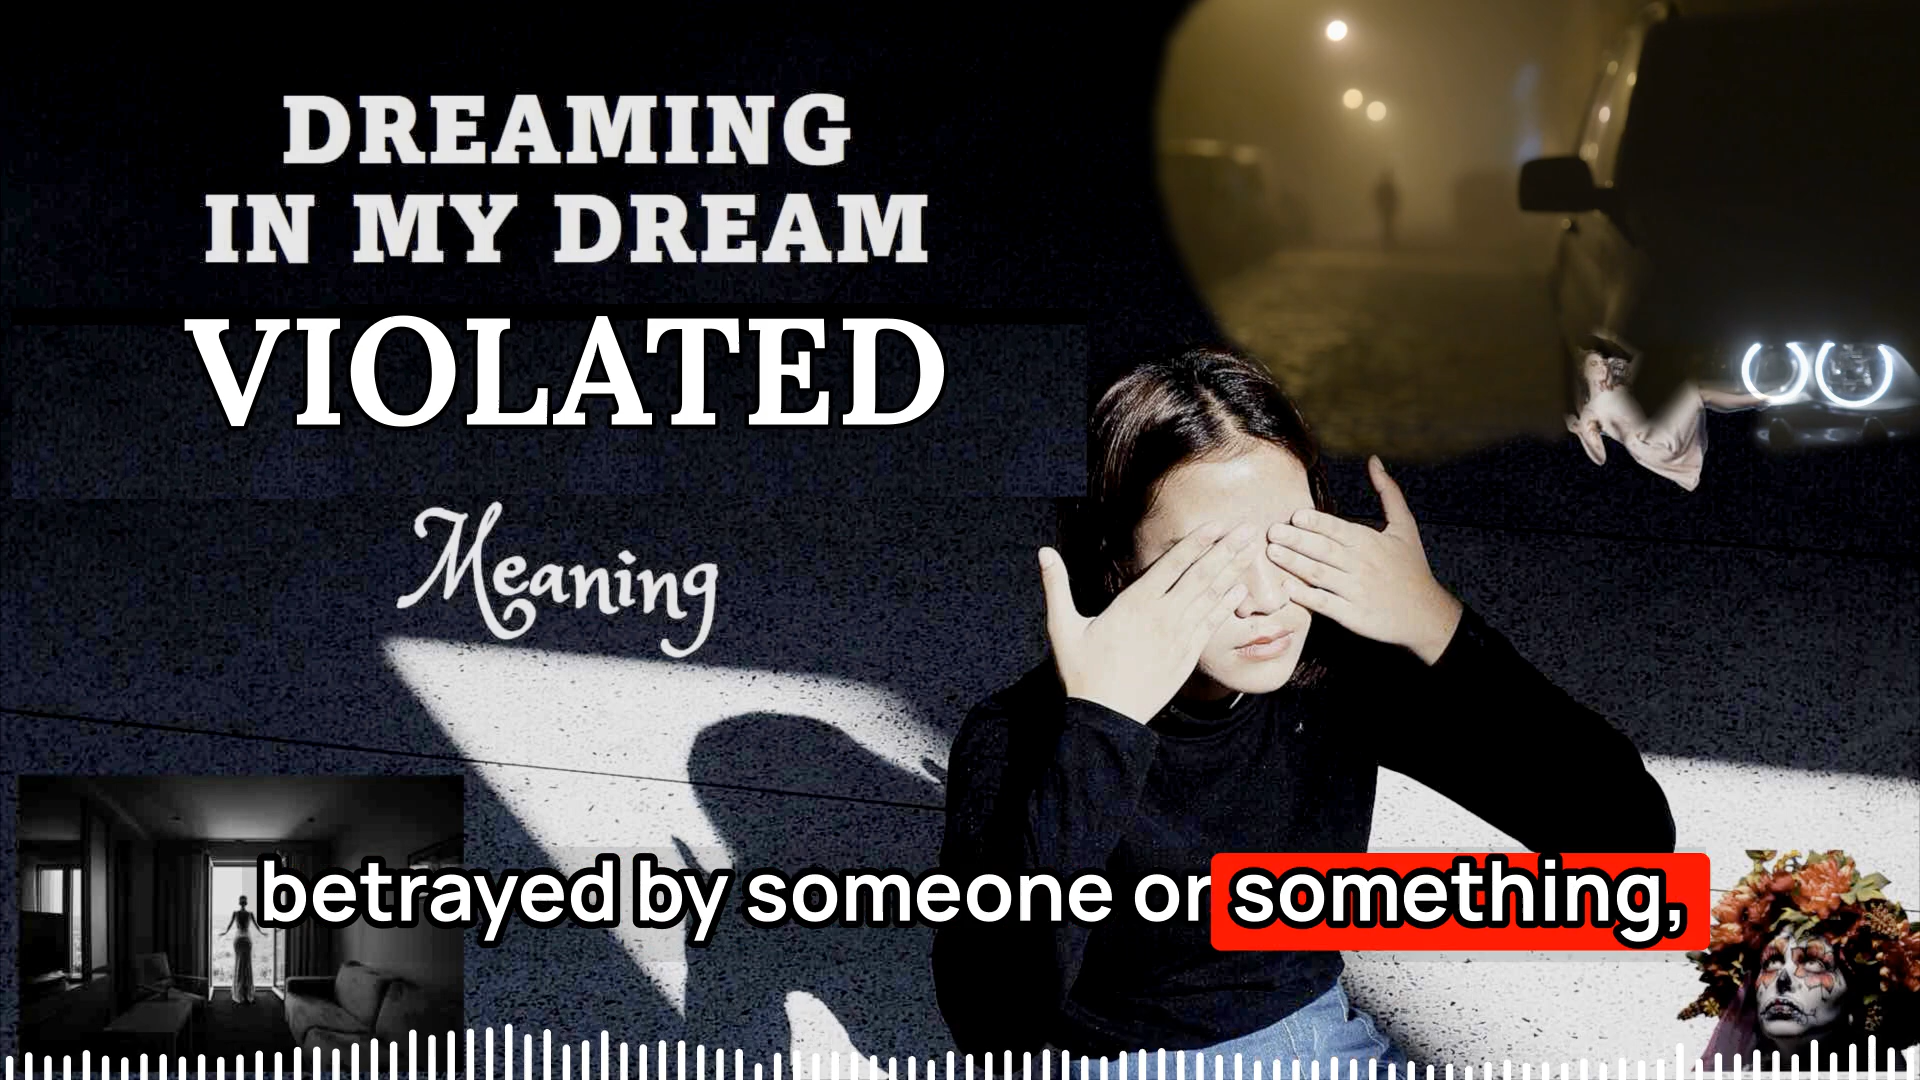 DREAMING
IN MY DREAM
VIOLATED
Meaning
betrayed by someone or something,